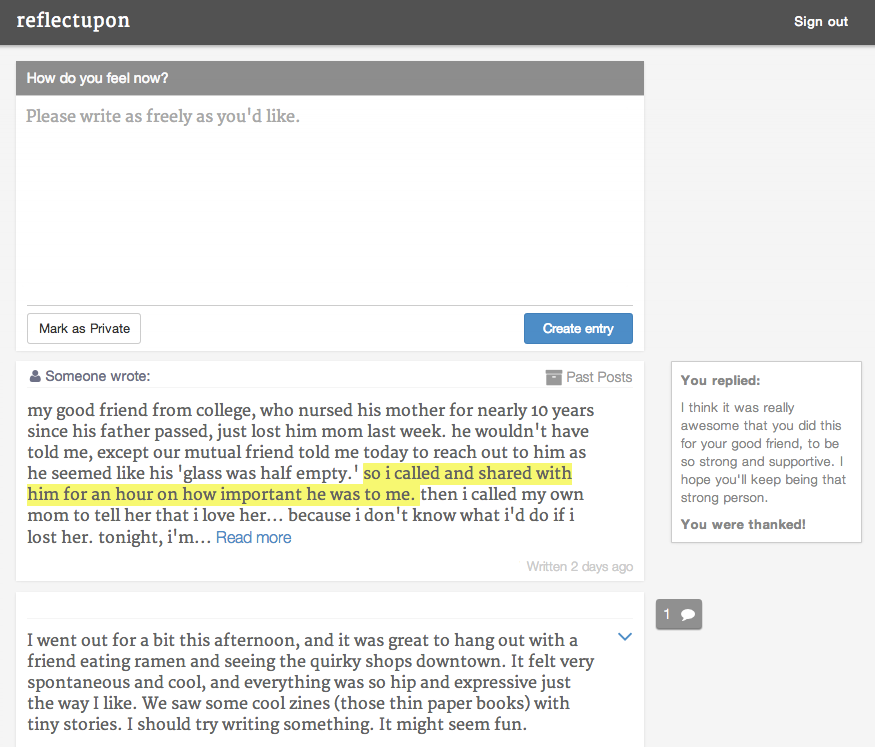 reflectupon
Sign out
How do you feel now?
Please write as freely as you'd like.
Mark as Private
Create entry
Someone wrote:
Past Posts
my good friend from college, who nursed his mother for nearly 10 years
since his father passed, just lost him mom last week. he wouldn't have
told me, except our mutual friend told me today to reach out to him as
he seemed like his 'glass was half empty.' so i called and shared with
him for an hour on how important he was to me. then i called my own
mom to tell her that i love her... because i don't know what i'd do if i
lost her. tonight, i'm... Read more
Written 2 days ago
You replied:
I think it was really
awesome that you did this
for your good friend, to be
so strong and supportive. I
hope you'll keep being that
strong person.
You were thanked!
1
I went out for a bit this afternoon, and it was great to hang out with a
friend eating ramen and seeing the quirky shops downtown. It felt very
spontaneous and cool, and everything was so hip and expressive just
the way I like. We saw some cool zines (those thin paper books) with
tiny stories. I should try writing something. It might seem fun.